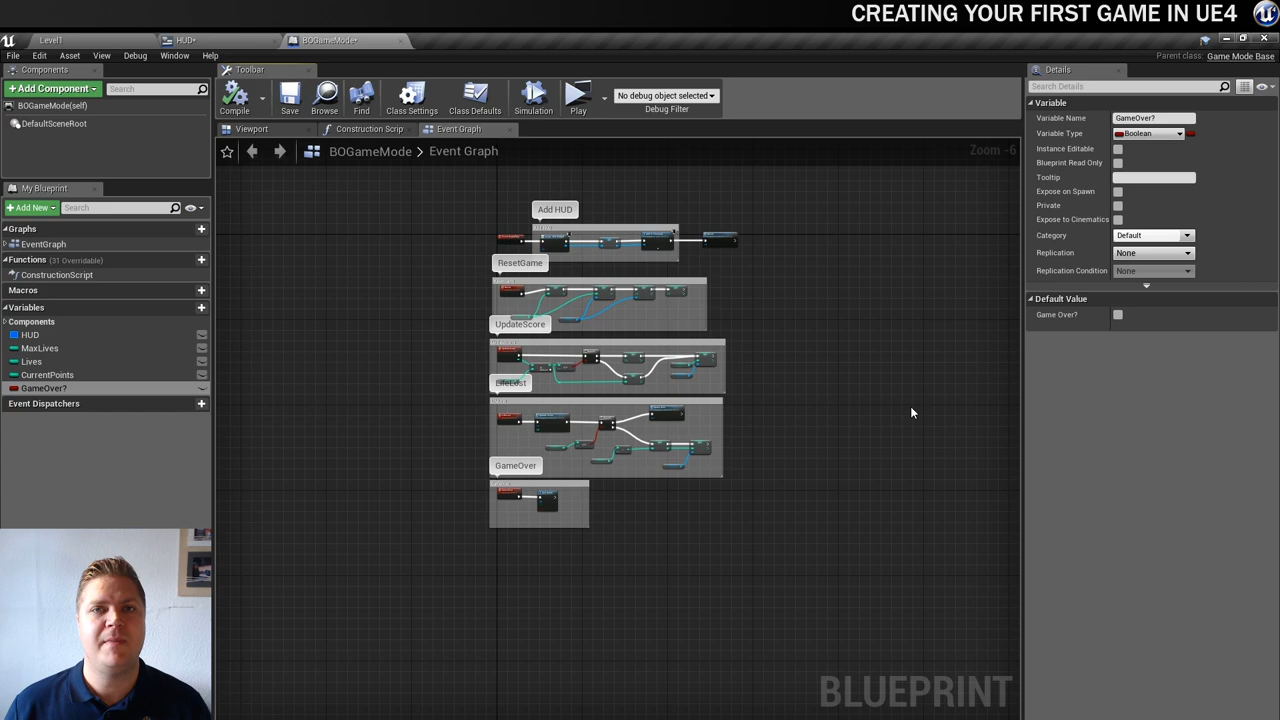 CREATING YOUR FIRST GAME IN UE4
Level1
HUD*
BOGameMode*
File Edit Asset View Debug Window Help
Parent class: Game Mode Base
Components
Toolbar
Details
+ Add Component
Search
BOGameMode(self)
DefaultSceneRoot
Compile
Save
Browse
Find
Class Settings
Class Defaults
Simulation
Play
No debug object selected
Debug Filter
Search Details
Viewport
Construction Scrip
Event Graph
BOGameMode > Event Graph
Zoom -6
My Blueprint
+ Add New
Search
Graphs
EventGraph
Functions (31 Overridable)
ConstructionScript
Macros
Variables
Components
HUD
MaxLives
Lives
CurrentPoints
GameOver?
Event Dispatchers
Add HUD
ResetGame
UpdateScore
LifeLost
GameOver
BLUEPRINT
Variable
Variable Name GameOver?
Variable Type Boolean
Instance Editable
Blueprint Read Only
Tooltip
Expose on Spawn
Private
Expose to Cinematics
Category Default
Replication None
Replication Condition None
Default Value
Game Over?